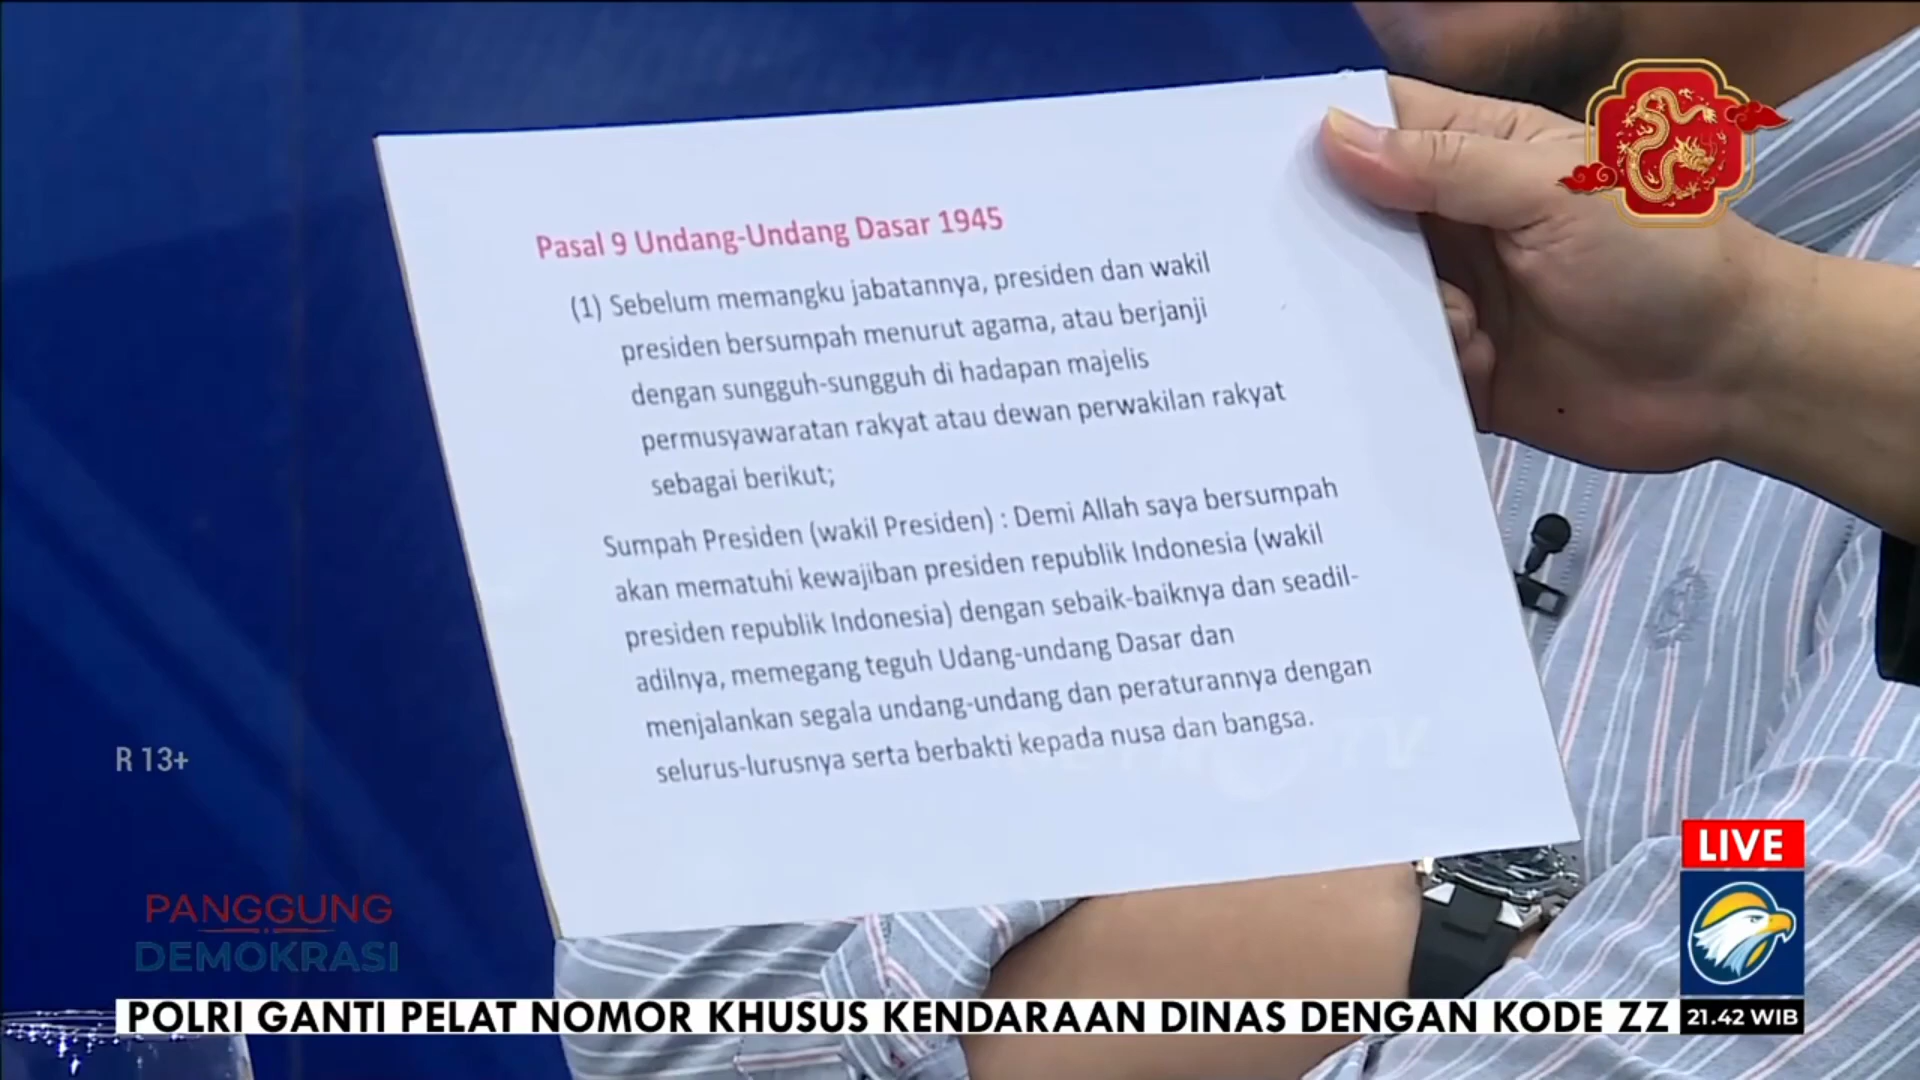 Pasal 9 Undang-Undang Dasar 1945
(1) Sebelum memangku jabatannya, presiden dan wakil
presiden bersumpah menurut agama, atau berjanji
dengan sungguh-sungguh di hadapan majelis
permusyawaratan rakyat atau dewan perwakilan rakyat
sebagai berikut;
Sumpah Presiden (wakil Presiden) : Demi Allah saya bersumpah
akan mematuhi kewajiban presiden republik Indonesia (wakil
presiden republik Indonesia) dengan sebaik-baiknya dan seadil-
adilnya, memegang teguh Udang-undang Dasar dan
menjalankan segala undang-undang dan peraturannya dengan
selurus-lurusnya serta berbakti kepada nusa dan bangsa.
R 13+
PANGGUNG
DEMOKRASI
LIVE
POLRI GANTI PELAT NOMOR KHUSUS KENDARAAN DINAS DENGAN KODE ZZ
21.42 WIB